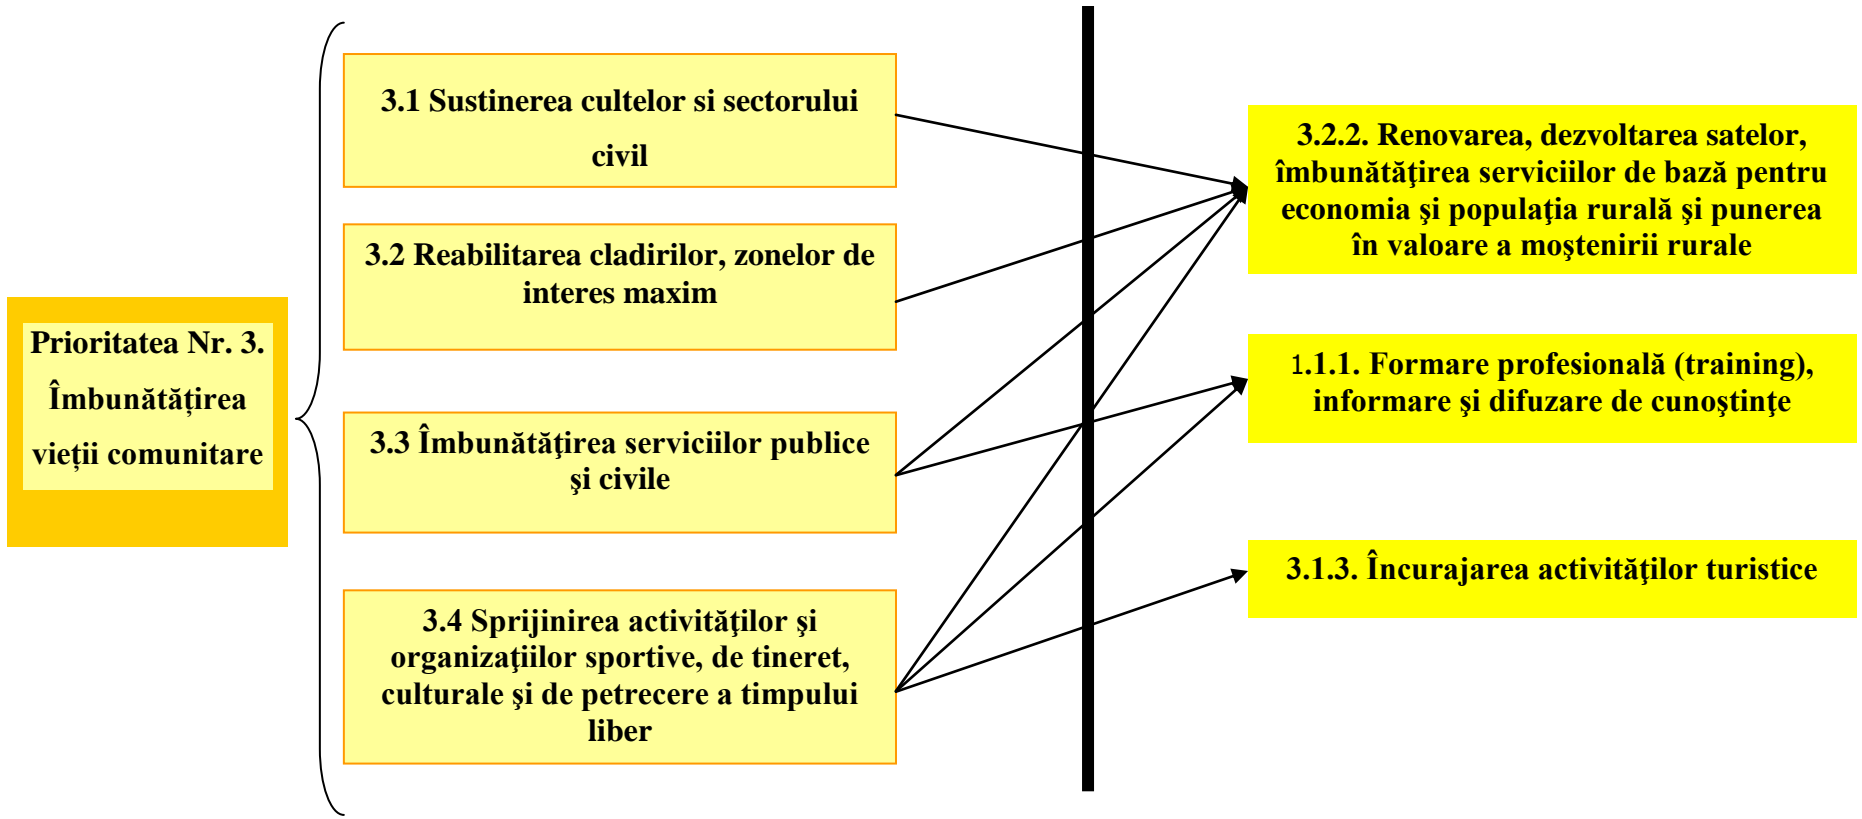 Prioritatea Nr. 3.
Îmbunătățirea
vieții comunitare
3.1 Sustinerea cultelor si sectorului
civil
3.2 Reabilitarea cladirilor, zonelor de
interes maxim
3.3 Îmbunătăţirea serviciilor publice
şi civile
3.4 Sprijinirea activităţilor şi
organizaţiilor sportive, de tineret,
culturale şi de petrecere a timpului
liber
3.2.2. Renovarea, dezvoltarea satelor,
îmbunătăţirea serviciilor de bază pentru
economia şi populaţia rurală şi punerea
în valoare a moştenirii rurale
1.1.1. Formare profesională (training),
informare şi difuzare de cunoştinţe
3.1.3. Încurajarea activităţilor turistice